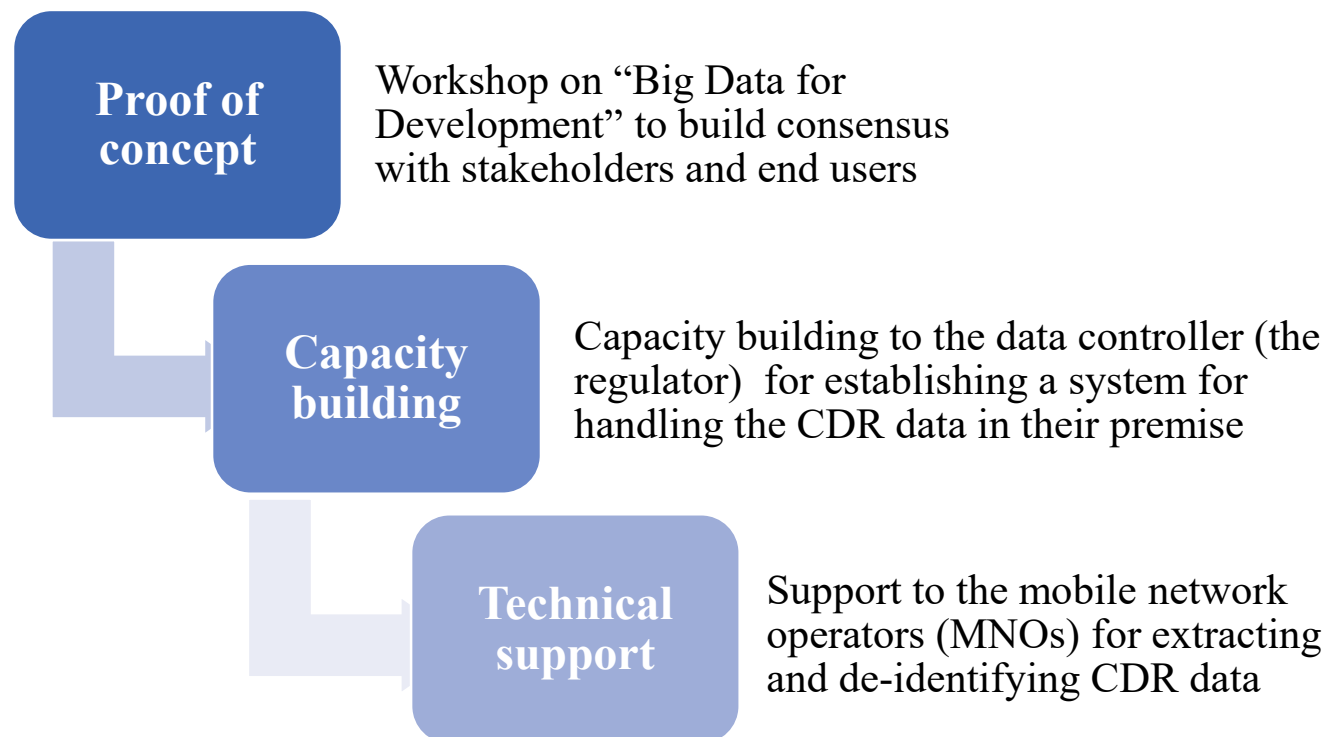 Proof of
concept
Workshop on “Big Data for
Development” to build consensus
with stakeholders and end users
Capacity
building
Capacity building to the data controller (the
regulator)  for establishing a system for
handling the CDR data in their premise
Technical
support
Support to the mobile network
operators (MNOs) for extracting
and de-identifying CDR data